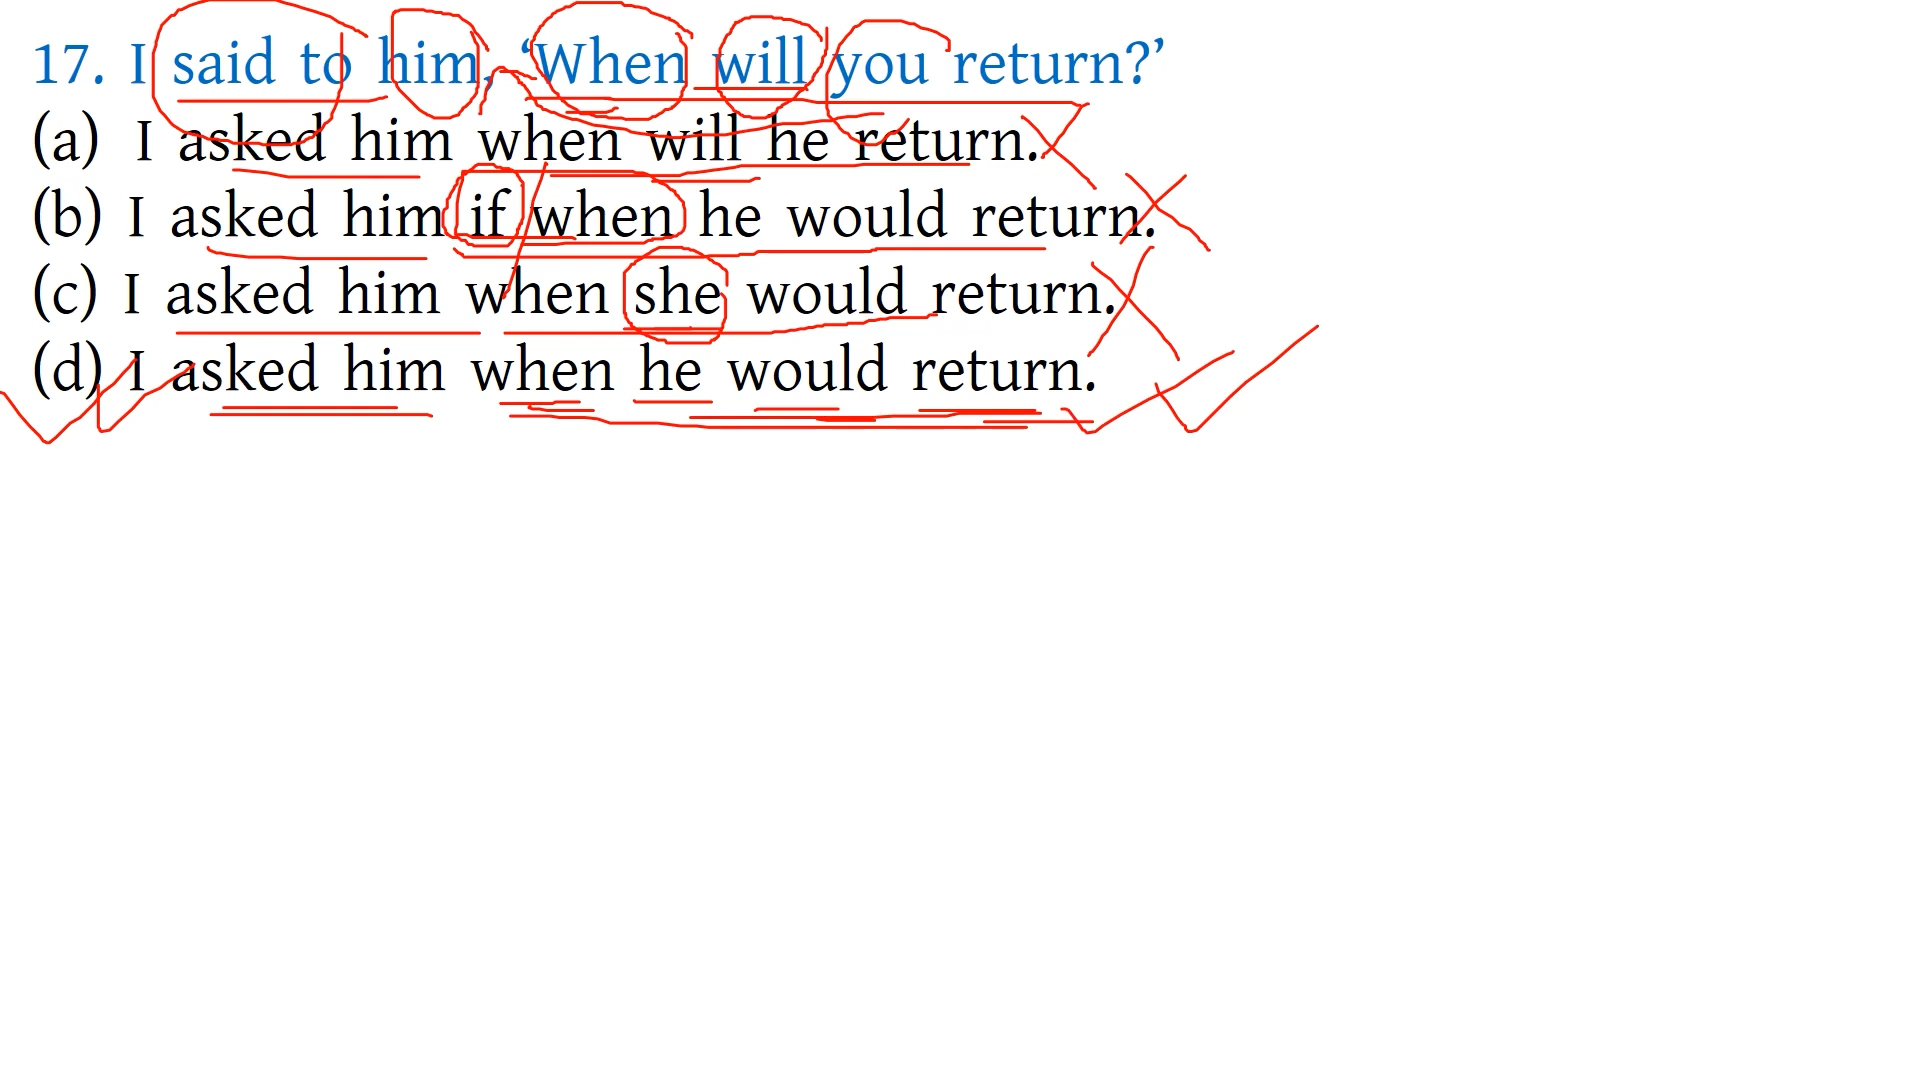 17. I said to him, ‘When will you return?’
(a) I asked him when will he return.
(b) I asked him if when he would return.
(c) I asked him when she would return.
(d) I asked him when he would return.